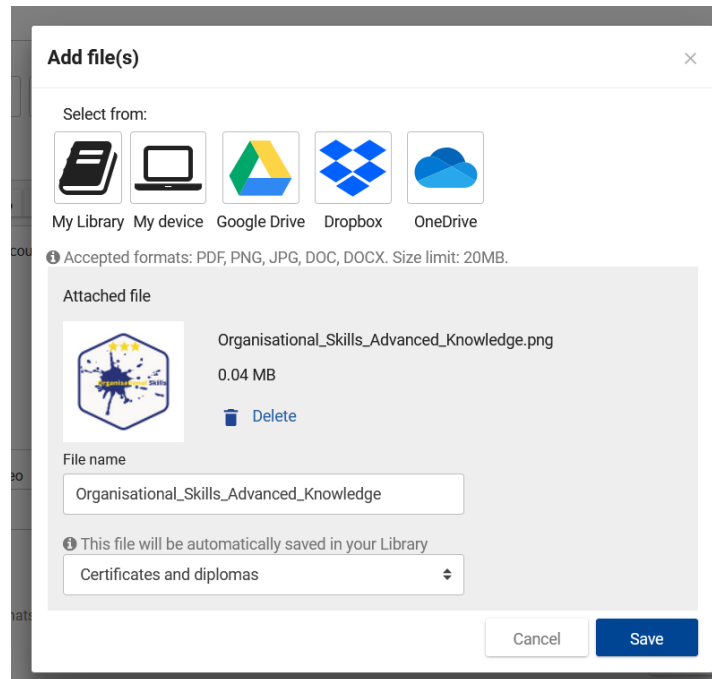 Add file(s)
Select from:
My Library My device Google Drive Dropbox OneDrive
Accepted formats: PDF, PNG, JPG, DOC, DOCX. Size limit: 20MB.
Attached file
Organisational Skills
Organisational_Skills_Advanced_Knowledge.png
0.04 MB
Delete
File name
Organisational_Skills_Advanced_Knowledge
This file will be automatically saved in your Library
Certificates and diplomas
Cancel Save